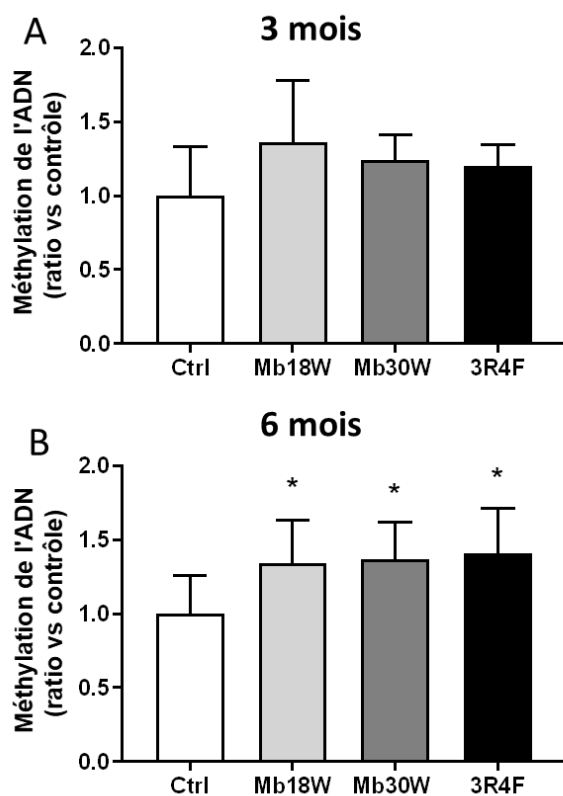 A
3 mois
Méthylation de l'ADN
(ratio vs contrôle)
2.0
1.5
1.0
0.5
0.0
Ctrl Mb18W Mb30W 3R4F
B
6 mois
Méthylation de l'ADN
(ratio vs contrôle)
2.0
* * *
1.5
1.0
0.5
0.0
Ctrl Mb18W Mb30W 3R4F